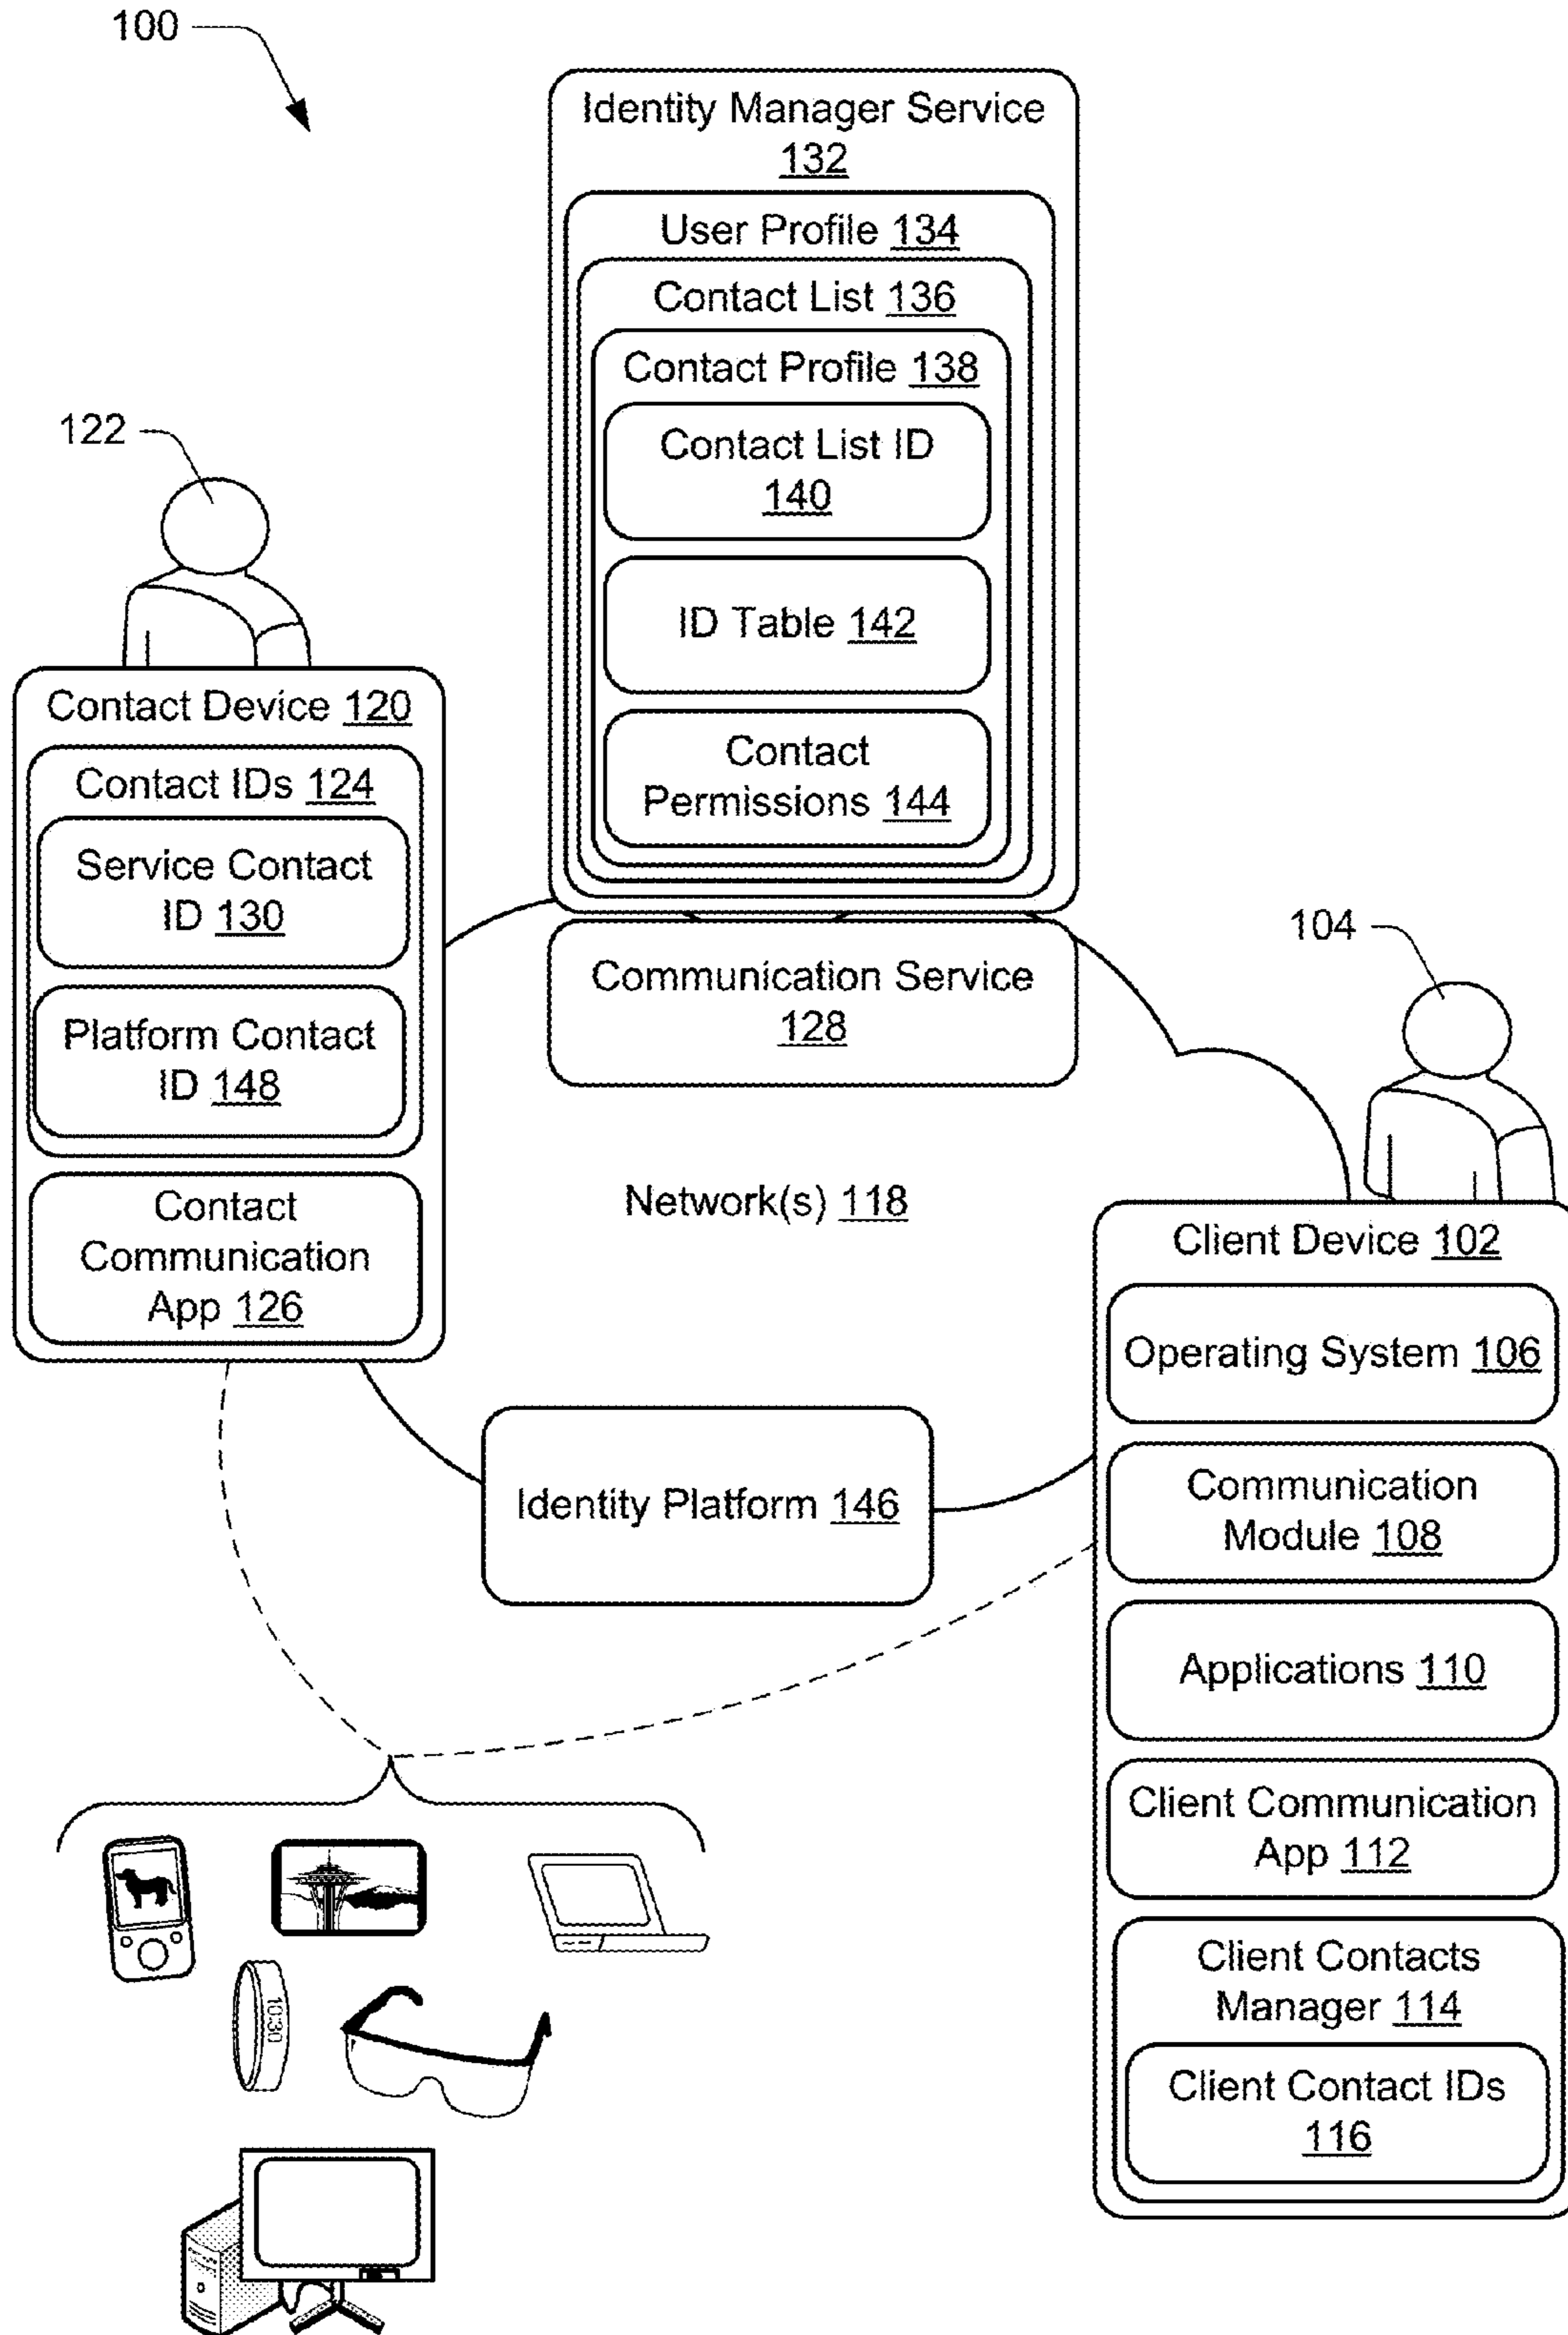 100
Identity Manager Service
132
User Profile 134
Contact List 136
Contact Profile 138
Contact List ID
140
ID Table 142
Contact
Permissions 144
122
Contact Device 120
Contact IDs 124
Service Contact
ID 130
Platform Contact
ID 148
Contact
Communication
App 126
Communication Service
128
Network(s) 118
104
Client Device 102
Operating System 106
Communication
Module 108
Applications 110
Client Communication
App 112
Client Contacts
Manager 114
Client Contact IDs
116
Identity Platform 146
10:30